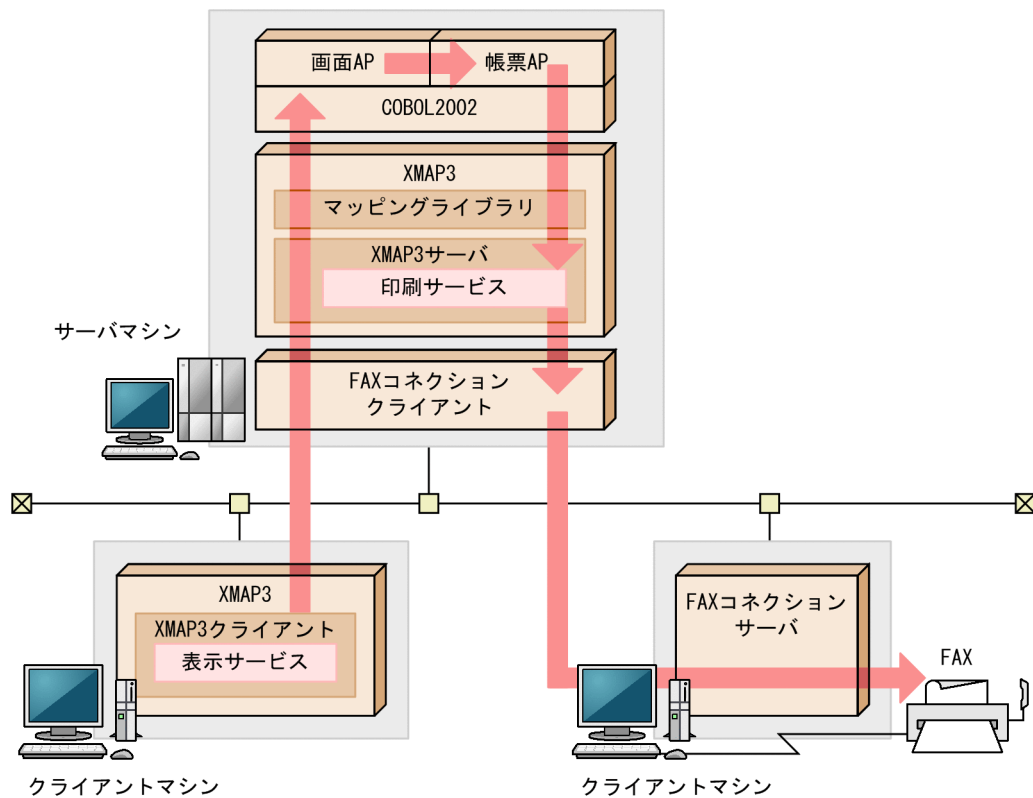 画面AP
帳票AP
COBOL2002
XMAP3
マッピングライブラリ
XMAP3サーバ
印刷サービス
サーバマシン
FAXコネクション
クライアント
XMAP3
XMAP3クライアント
表示サービス
クライアントマシン
FAXコネクション
サーバ
FAX
クライアントマシン